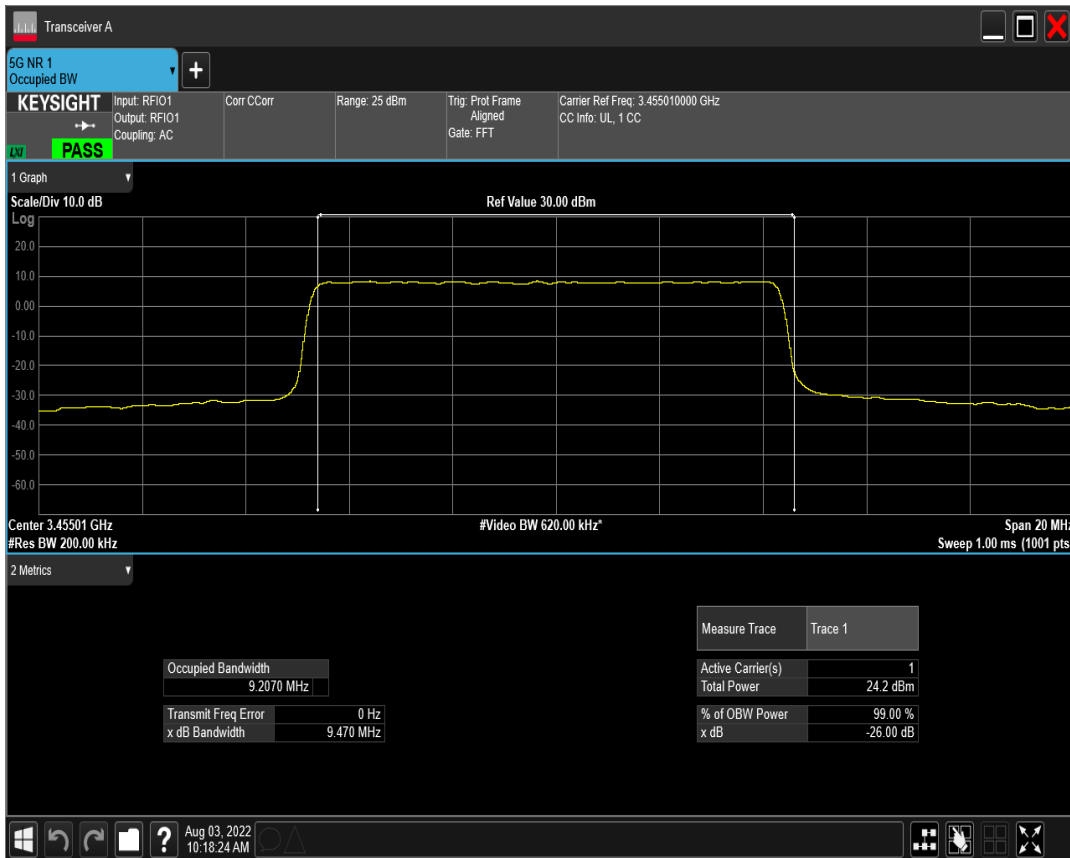 Transceiver A
5G NR 1
Occupied BW
+
KEYSIGHT
LXI
PASS
Input: RFIO1
Output: RFIO1
Coupling: AC
Corr CCorr
Range: 25 dBm
Trig: Prot Frame
Aligned
Gate: FFT
Carrier Ref Freq: 3.455010000 GHz
CC Info: UL, 1 CC
1 Graph
Scale/Div 10.0 dB
Ref Value 30.00 dBm
Log
20.0
10.0
0.00
-10.0
-20.0
-30.0
-40.0
-50.0
-60.0
Center 3.45501 GHz
#Video BW 620.00 kHz*
Span 20 MHz
#Res BW 200.00 kHz
Sweep 1.00 ms (1001 pts
2 Metrics
Measure Trace Trace 1
Occupied Bandwidth
9.2070 MHz
Active Carrier(s) 1
Total Power 24.2 dBm
Transmit Freq Error 0 Hz
x dB Bandwidth 9.470 MHz
% of OBW Power 99.00 %
x dB -26.00 dB
?
Aug 03, 2022
10:18:24 AM